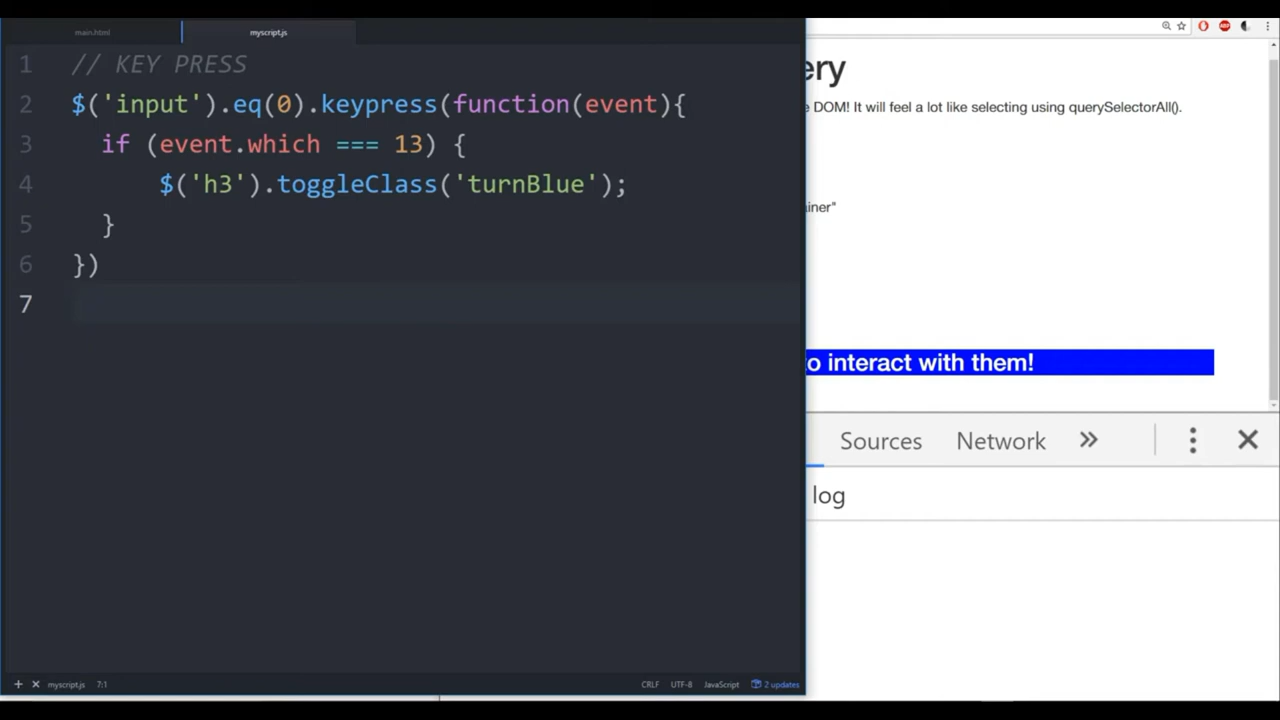 main.html
myscript.js
1 // KEY PRESS
2 $('input').eq(0).keypress(function(event){
3 if (event.which === 13) {
4 $('h3').toggleClass('turnBlue');
5 }
6 })
7
+ × myscript.js 7:1 CRLF UTF-8 JavaScript 2 updates
ery
e DOM! It will feel a lot like selecting using querySelectorAll().
ainer"
to interact with them!
Sources Network »
log